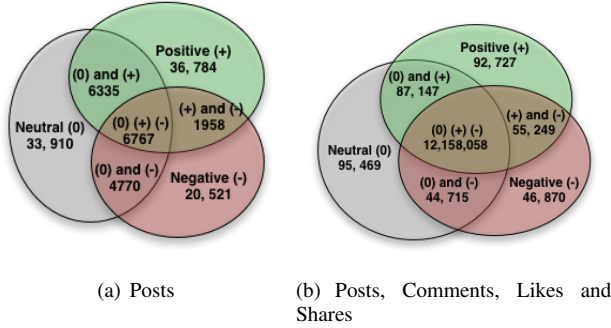 Positive (+)
36, 784
(0) and (+)
6335
(+) and (-)
1958
Neutral (0)
33, 910
(0) (+) (-)
6767
(0) and (-)
4770
Negative (-)
20, 521
(a) Posts
Positive (+)
92, 727
(0) and (+)
87, 147
(+) and (-)
55, 249
(0) (+) (-)
12,158,058
Neutral (0)
95, 469
(0) and (-)
44, 715
Negative (-)
46, 870
(b) Posts, Comments, Likes and
Shares